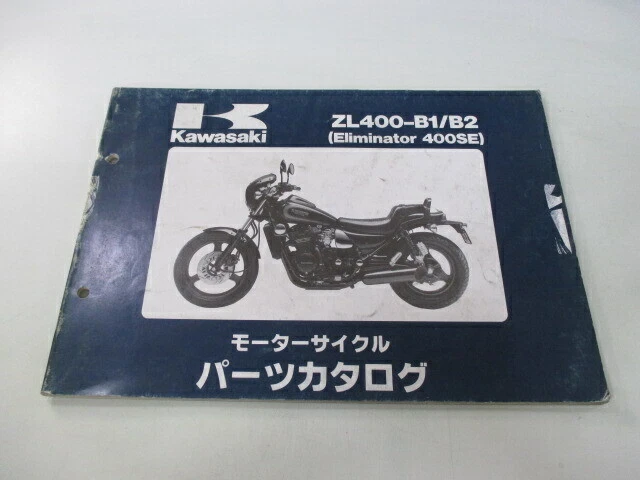 Kawasaki
ZL400-B1/B2
(Eliminator 400SE)
モーターサイクル
パーツカタログ